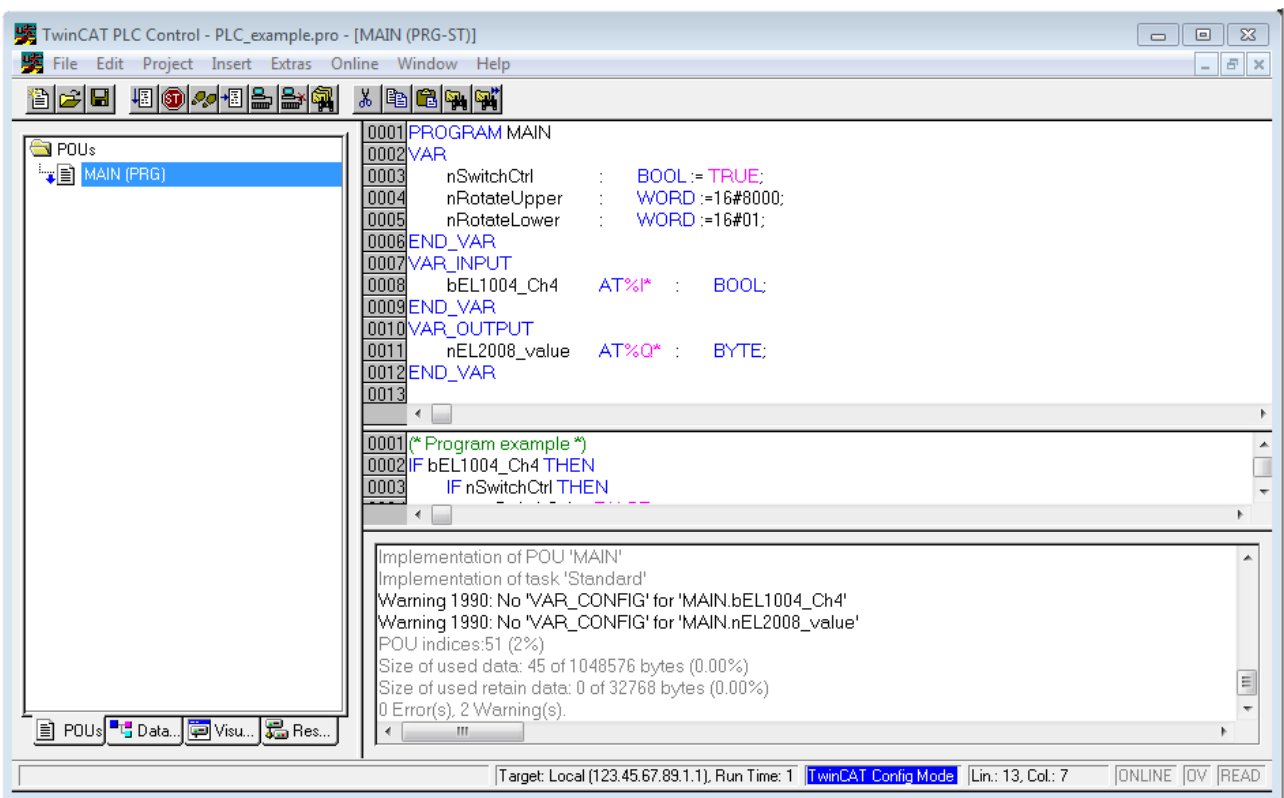 TwinCAT PLC Control - PLC_example.pro - [MAIN (PRG-ST)]
File Edit Project Insert Extras Online Window Help
POUs
MAIN (PRG)
0001 PROGRAM MAIN
0002 VAR
0003 nSwitchCtrl : BOOL := TRUE;
0004 nRotateUpper : WORD :=16#8000;
0005 nRotateLower : WORD :=16#01;
0006 END_VAR
0007 VAR_INPUT
0008 bEL1004_Ch4 AT%I* : BOOL;
0009 END_VAR
0010 VAR_OUTPUT
0011 nEL2008_value AT%Q* : BYTE;
0012 END_VAR
0013
0001 (* Program example *)
0002 IF bEL1004_Ch4 THEN
0003 IF nSwitchCtrl THEN
Implementation of POU 'MAIN'
Implementation of task 'Standard'
Warning 1990: No 'VAR_CONFIG' for 'MAIN.bEL1004_Ch4'
Warning 1990: No 'VAR_CONFIG' for 'MAIN.nEL2008_value'
POU indices:51 (2%)
Size of used data: 45 of 1048576 bytes (0.00%)
Size of used retain data: 0 of 32768 bytes (0.00%)
0 Error(s), 2 Warning(s).
POUs Data... Visu... Res...
Target: Local (123.45.67.89.1.1), Run Time: 1 TwinCAT Config Mode Lin.: 13, Col.: 7 ONLINE OV READ